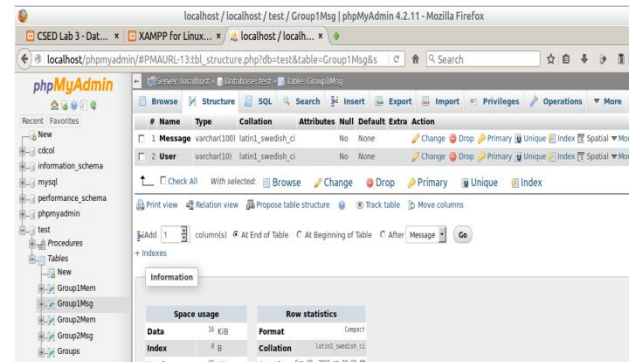 localhost / localhost / test / Group1Msg | phpMyAdmin 4.2.11 - Mozilla Firefox
CSED Lab 3 - Dat... ×
XAMPP for Linux... ×
localhost / localh... ×
localhost/phpmyadmin/#PMAURL-13:tbl_structure.php?db=test&table=Group1Msg&s
Search
phpMyAdmin
Recent Favorites
New
cdcol
information_schema
mysql
performance_schema
phpmyadmin
test
Procedures
Tables
New
Group1Mem
Group1Msg
Group2Mem
Group2Msg
Groups
Server: localhost » Database: test » Table: Group1Msg
Browse Structure SQL Search Insert Export Import Privileges Operations More
# Name Type Collation Attributes Null Default Extra Action
1 Message varchar(100) latin1_swedish_ci No None Change Drop Primary Unique Index Spatial Mor
2 User varchar(10) latin1_swedish_ci No None Change Drop Primary Unique Index Spatial Mor
Check All With selected: Browse Change Drop Primary Unique Index
Print view Relation view Propose table structure Track table Move columns
Add 1 column(s) At End of Table At Beginning of Table After Message Go
+ Indexes
Information
Space usage
Data 16 KiB
Index 0 B
Row statistics
Format Compact
Collation latin1_swedish_ci